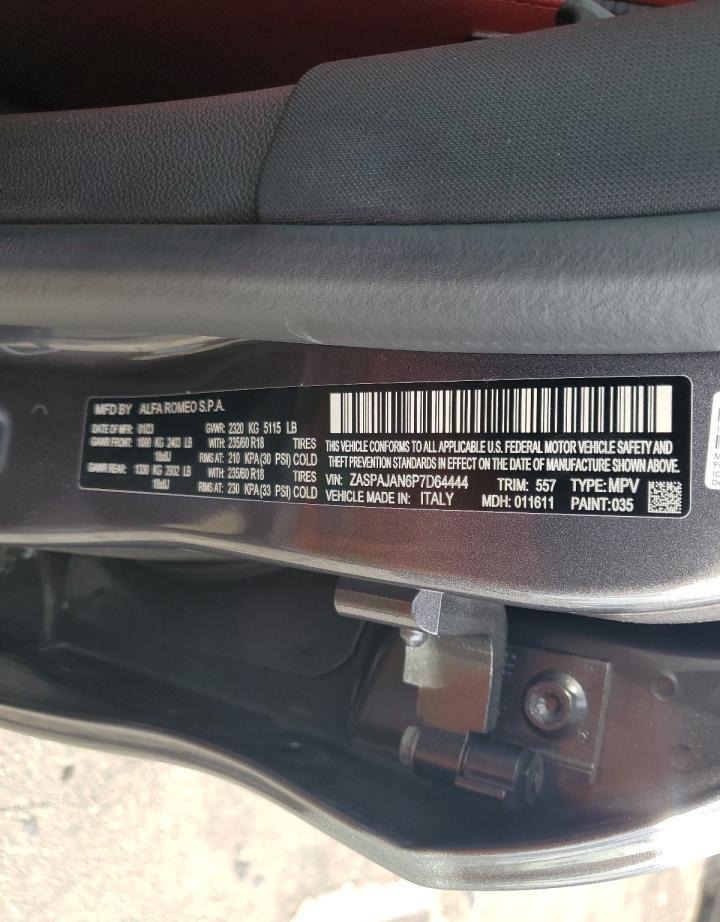 MFD BY ALFA ROMEO S.P.A.
DATE OF MFR: 01/23 GVWR: 2320 KG 5115 LB
GAWR FRONT: 1090 KG 2403 LB WITH: 235/60 R18 TIRES
18x8J RIMS AT: 210 KPA(30 PSI) COLD
GAWR REAR: 1330 KG 2932 LB WITH: 235/60 R18 TIRES
18x8J RIMS AT: 230 KPA (33 PSI) COLD
THIS VEHICLE CONFORMS TO ALL APPLICABLE U.S. FEDERAL MOTOR VEHICLE SAFETY AND
THEFT PREVENTION STANDARDS IN EFFECT ON THE DATE OF MANUFACTURE SHOWN ABOVE.
VIN: ZASPAJAN6P7D64444 TRIM: 557 TYPE: MPV
VEHICLE MADE IN: ITALY MDH: 011611 PAINT: 035